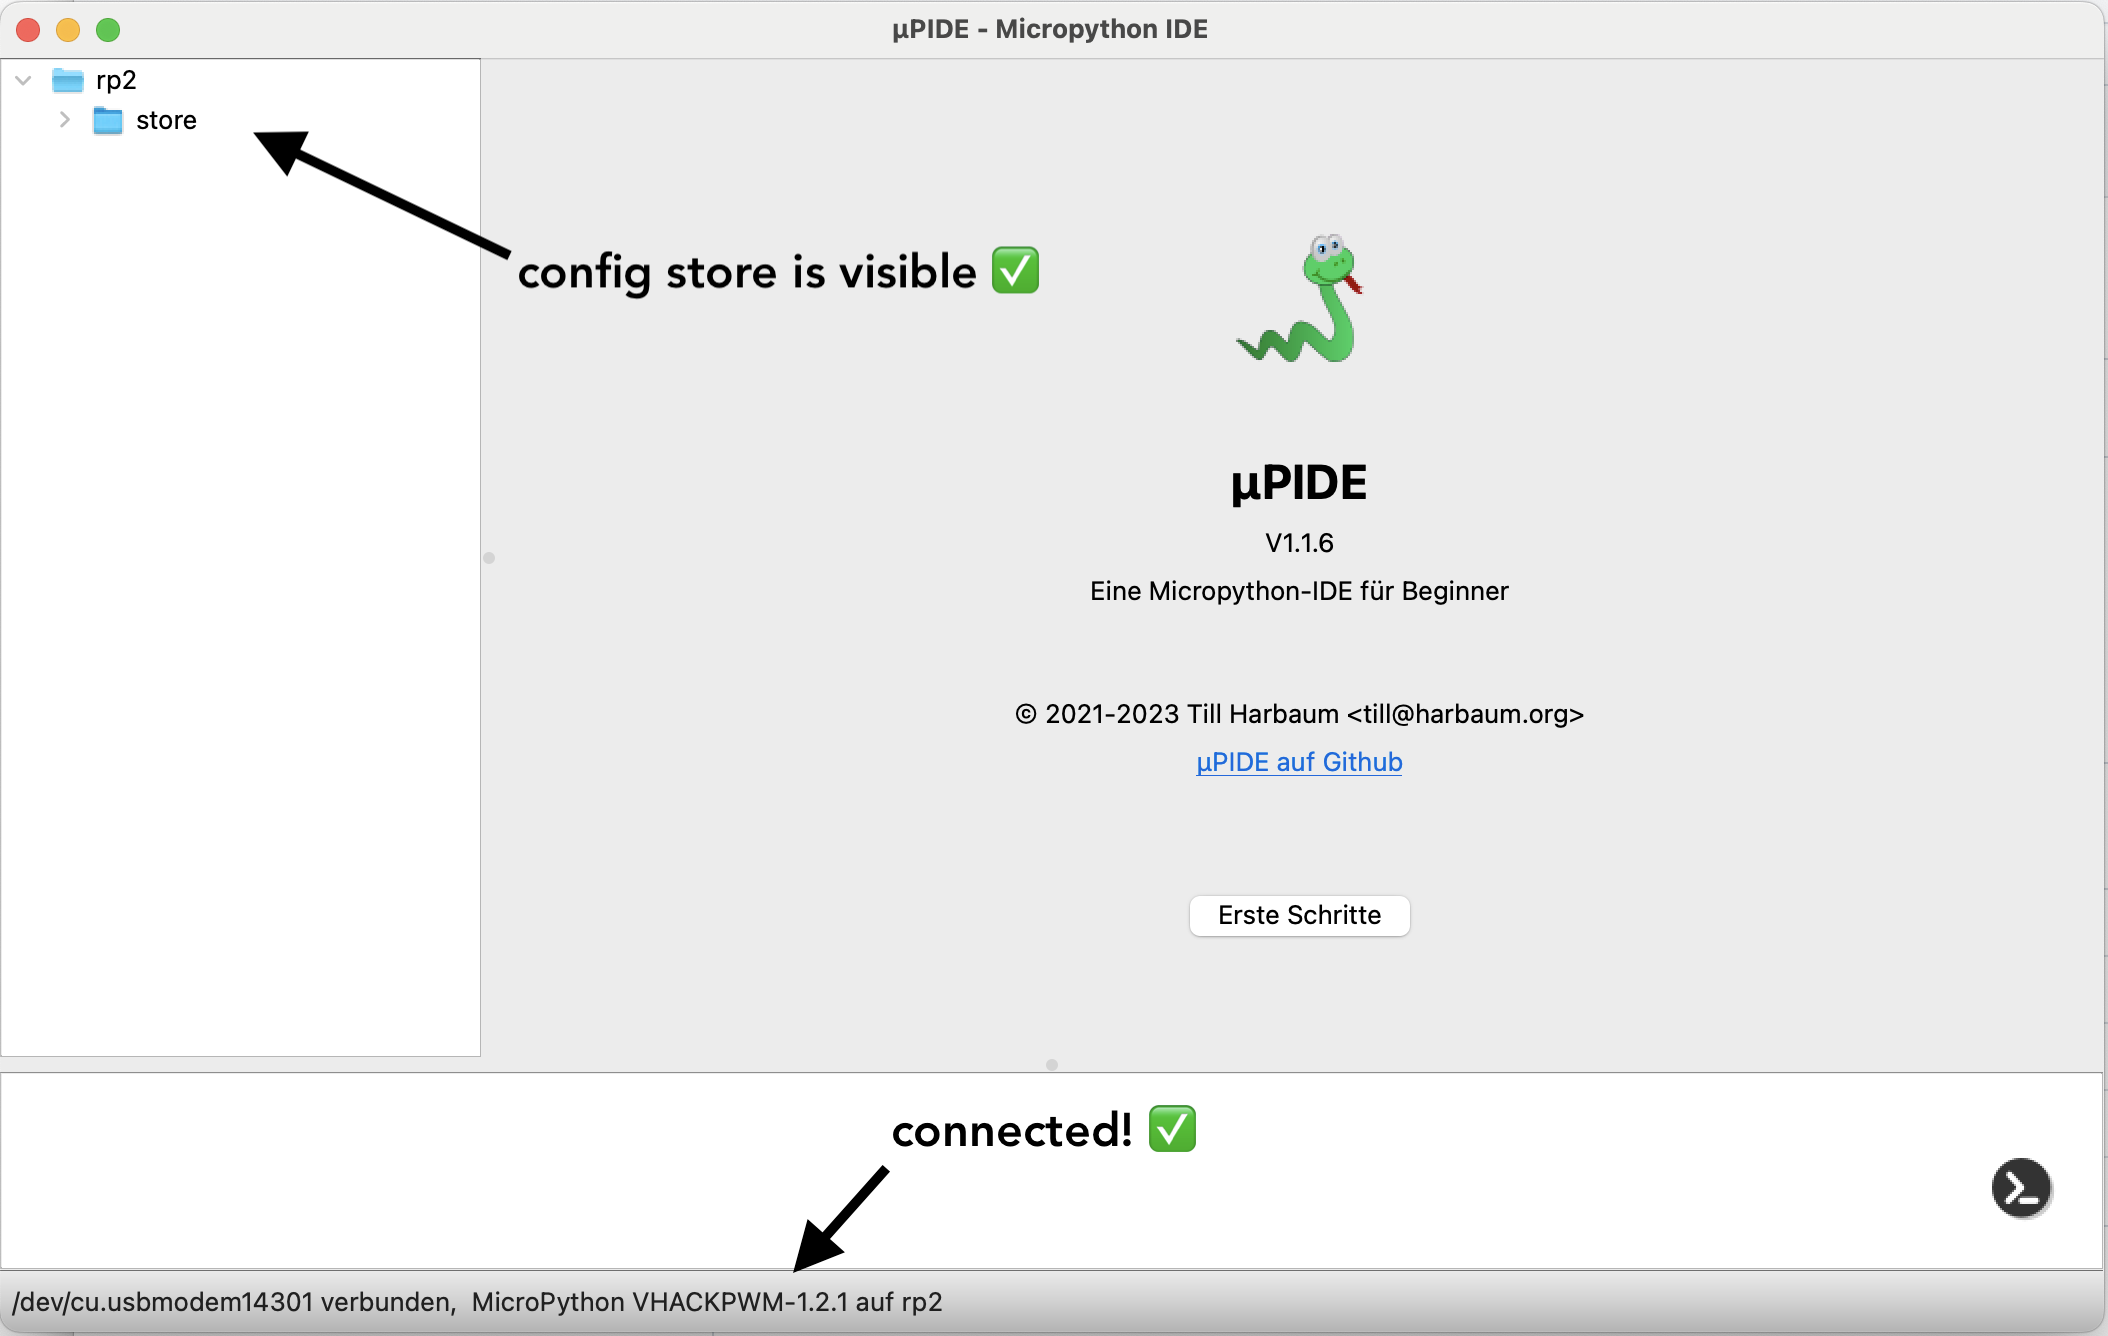 µPIDE - Micropython IDE
rp2
store
config store is visible ✅
µPIDE
V1.1.6
Eine Micropython-IDE für Beginner
© 2021-2023 Till Harbaum <till@harbaum.org>
µPIDE auf Github
Erste Schritte
connected! ✅
/dev/cu.usbmodem14301 verbunden,  MicroPython VHACKPWM-1.2.1 auf rp2